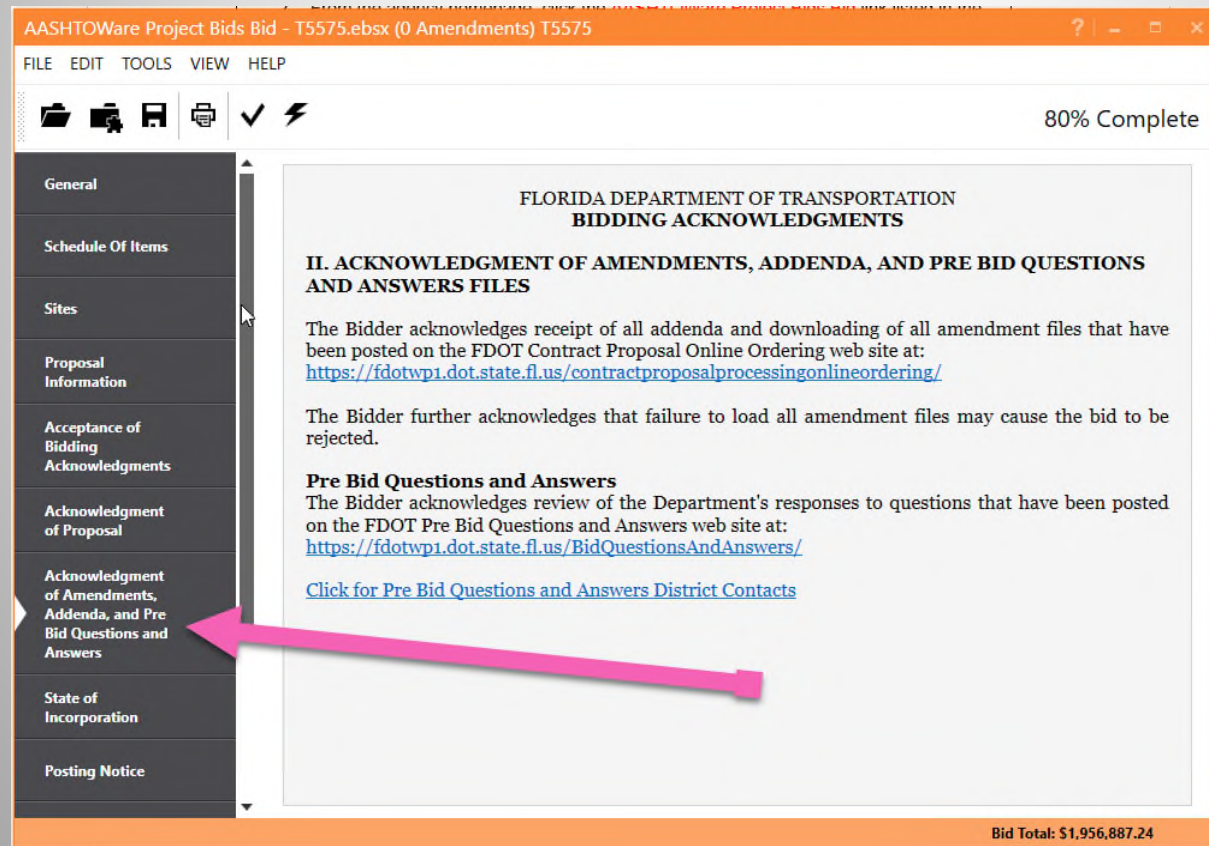 AASHTOWare Project Bids Bid - T5575.ebsx (0 Amendments) T5575
?
FILE EDIT TOOLS VIEW HELP
80% Complete
General
Schedule Of Items
Sites
Proposal
Information
Acceptance of
Bidding
Acknowledgments
Acknowledgment
of Proposal
Acknowledgment
of Amendments,
Addenda, and Pre
Bid Questions and
Answers
State of
Incorporation
Posting Notice
FLORIDA DEPARTMENT OF TRANSPORTATION
BIDDING ACKNOWLEDGMENTS
II. ACKNOWLEDGMENT OF AMENDMENTS, ADDENDA, AND PRE BID QUESTIONS
AND ANSWERS FILES
The Bidder acknowledges receipt of all addenda and downloading of all amendment files that have
been posted on the FDOT Contract Proposal Online Ordering web site at:
https://fdotwp1.dot.state.fl.us/contractproposalprocessingonlineordering/
The Bidder further acknowledges that failure to load all amendment files may cause the bid to be
rejected.
Pre Bid Questions and Answers
The Bidder acknowledges review of the Department's responses to questions that have been posted
on the FDOT Pre Bid Questions and Answers web site at:
https://fdotwp1.dot.state.fl.us/BidQuestionsAndAnswers/
Click for Pre Bid Questions and Answers District Contacts
Bid Total: $1,956,887.24